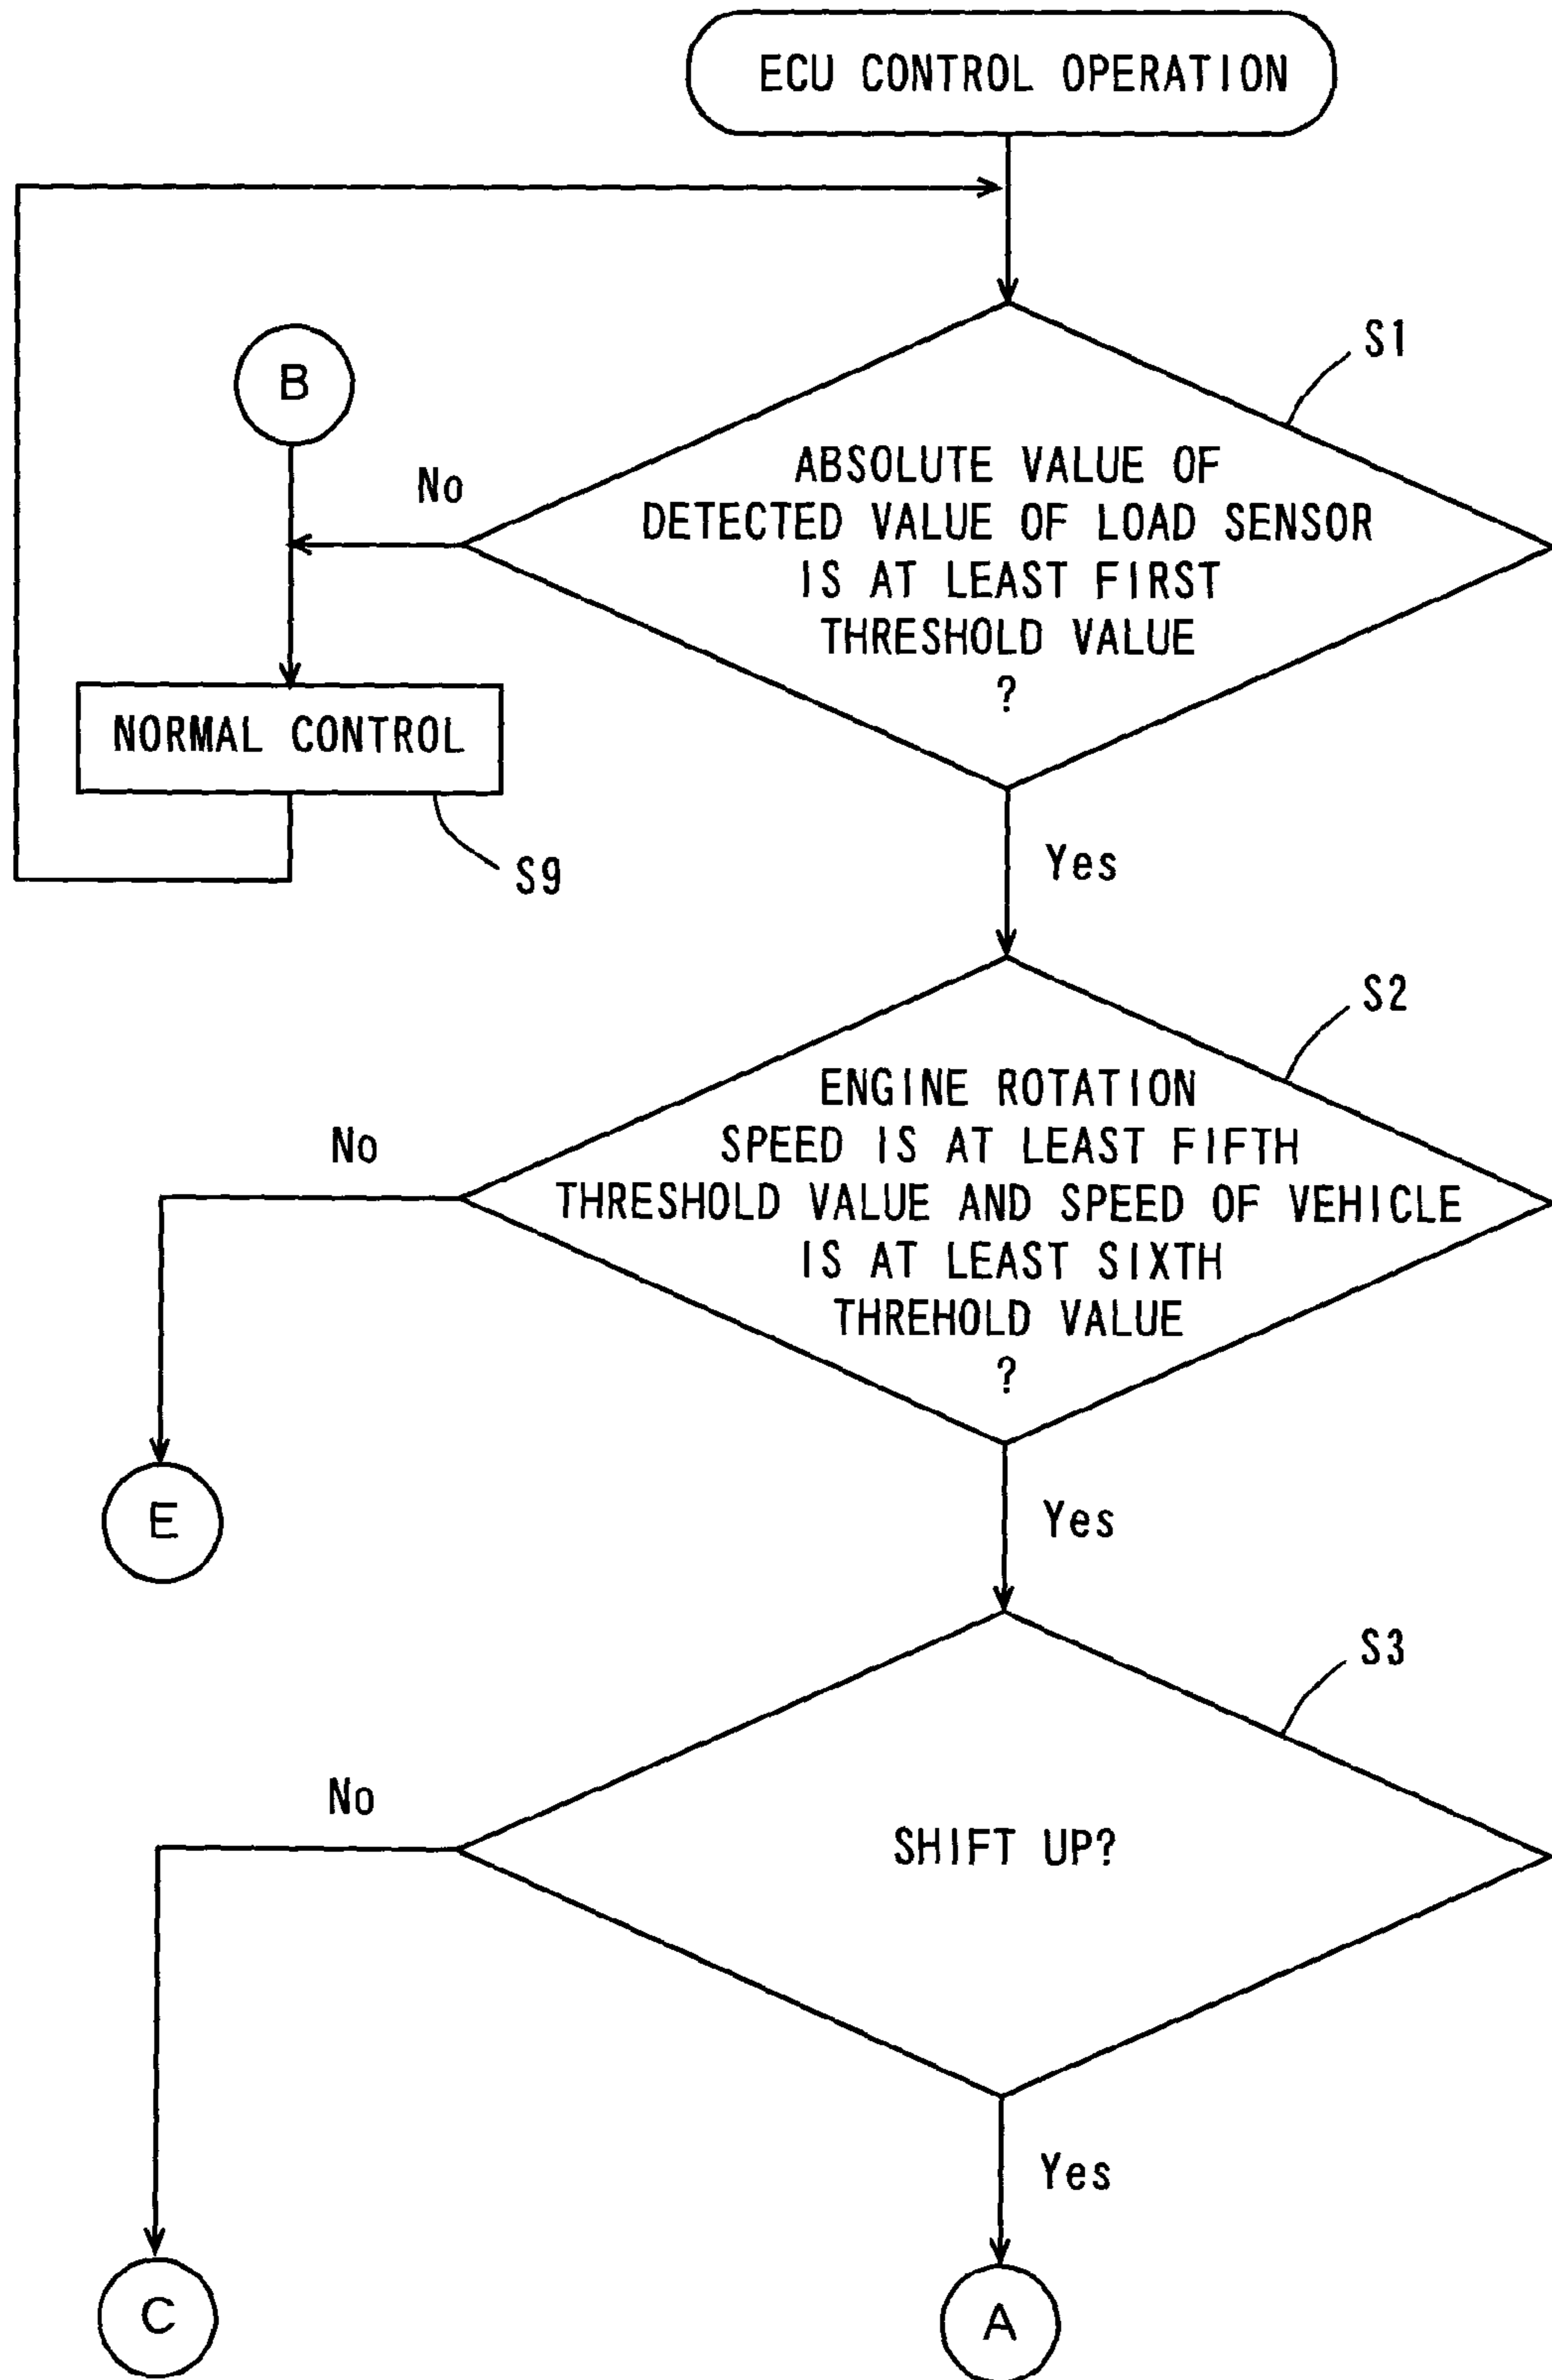 ECU CONTROL OPERATION
S1
B
No
ABSOLUTE VALUE OF
DETECTED VALUE OF LOAD SENSOR
IS AT LEAST FIRST
THRESHOLD VALUE
?
NORMAL CONTROL
S9
Yes
S2
ENGINE ROTATION
SPEED IS AT LEAST FIFTH
THRESHOLD VALUE AND SPEED OF VEHICLE
IS AT LEAST SIXTH
THREHOLD VALUE
?
No
E
Yes
S3
No
SHIFT UP?
Yes
C
A